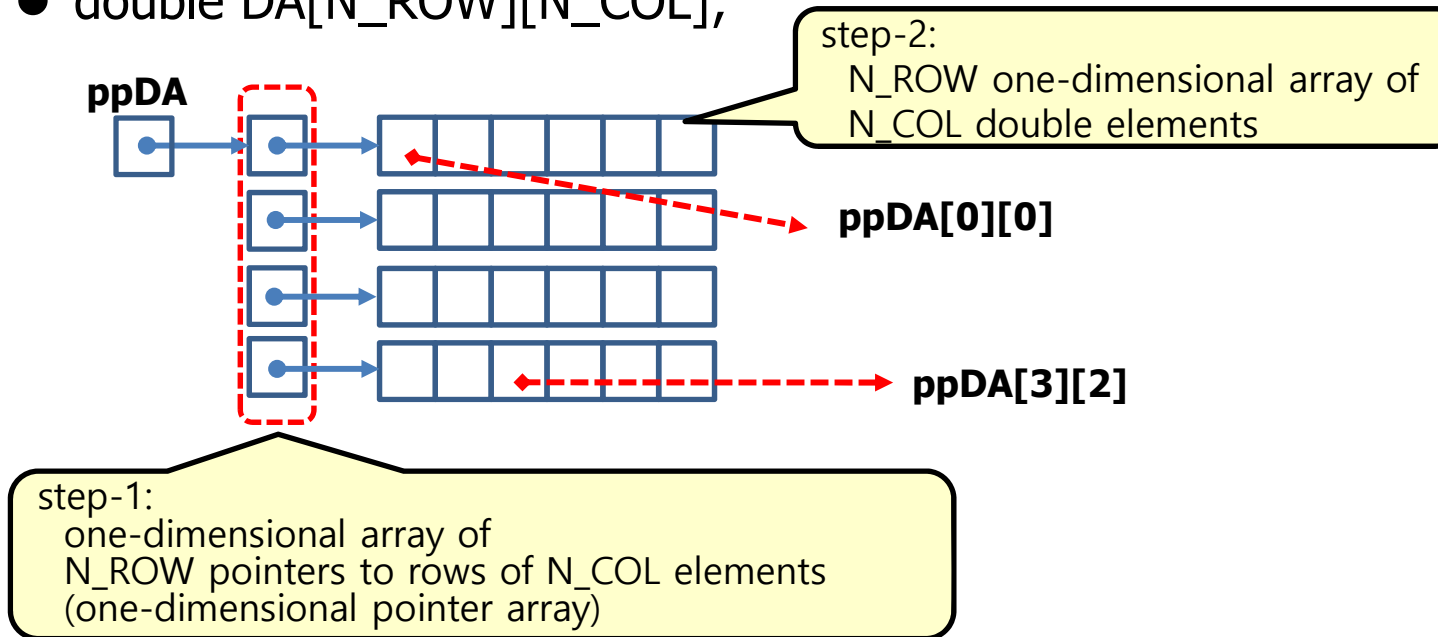 ● double DA[N_ROW][N_COL];
step-2:
N_ROW one-dimensional array of
N_COL double elements
ppDA
ppDA[0][0]
ppDA[3][2]
step-1:
one-dimensional array of
N_ROW pointers to rows of N_COL elements
(one-dimensional pointer array)